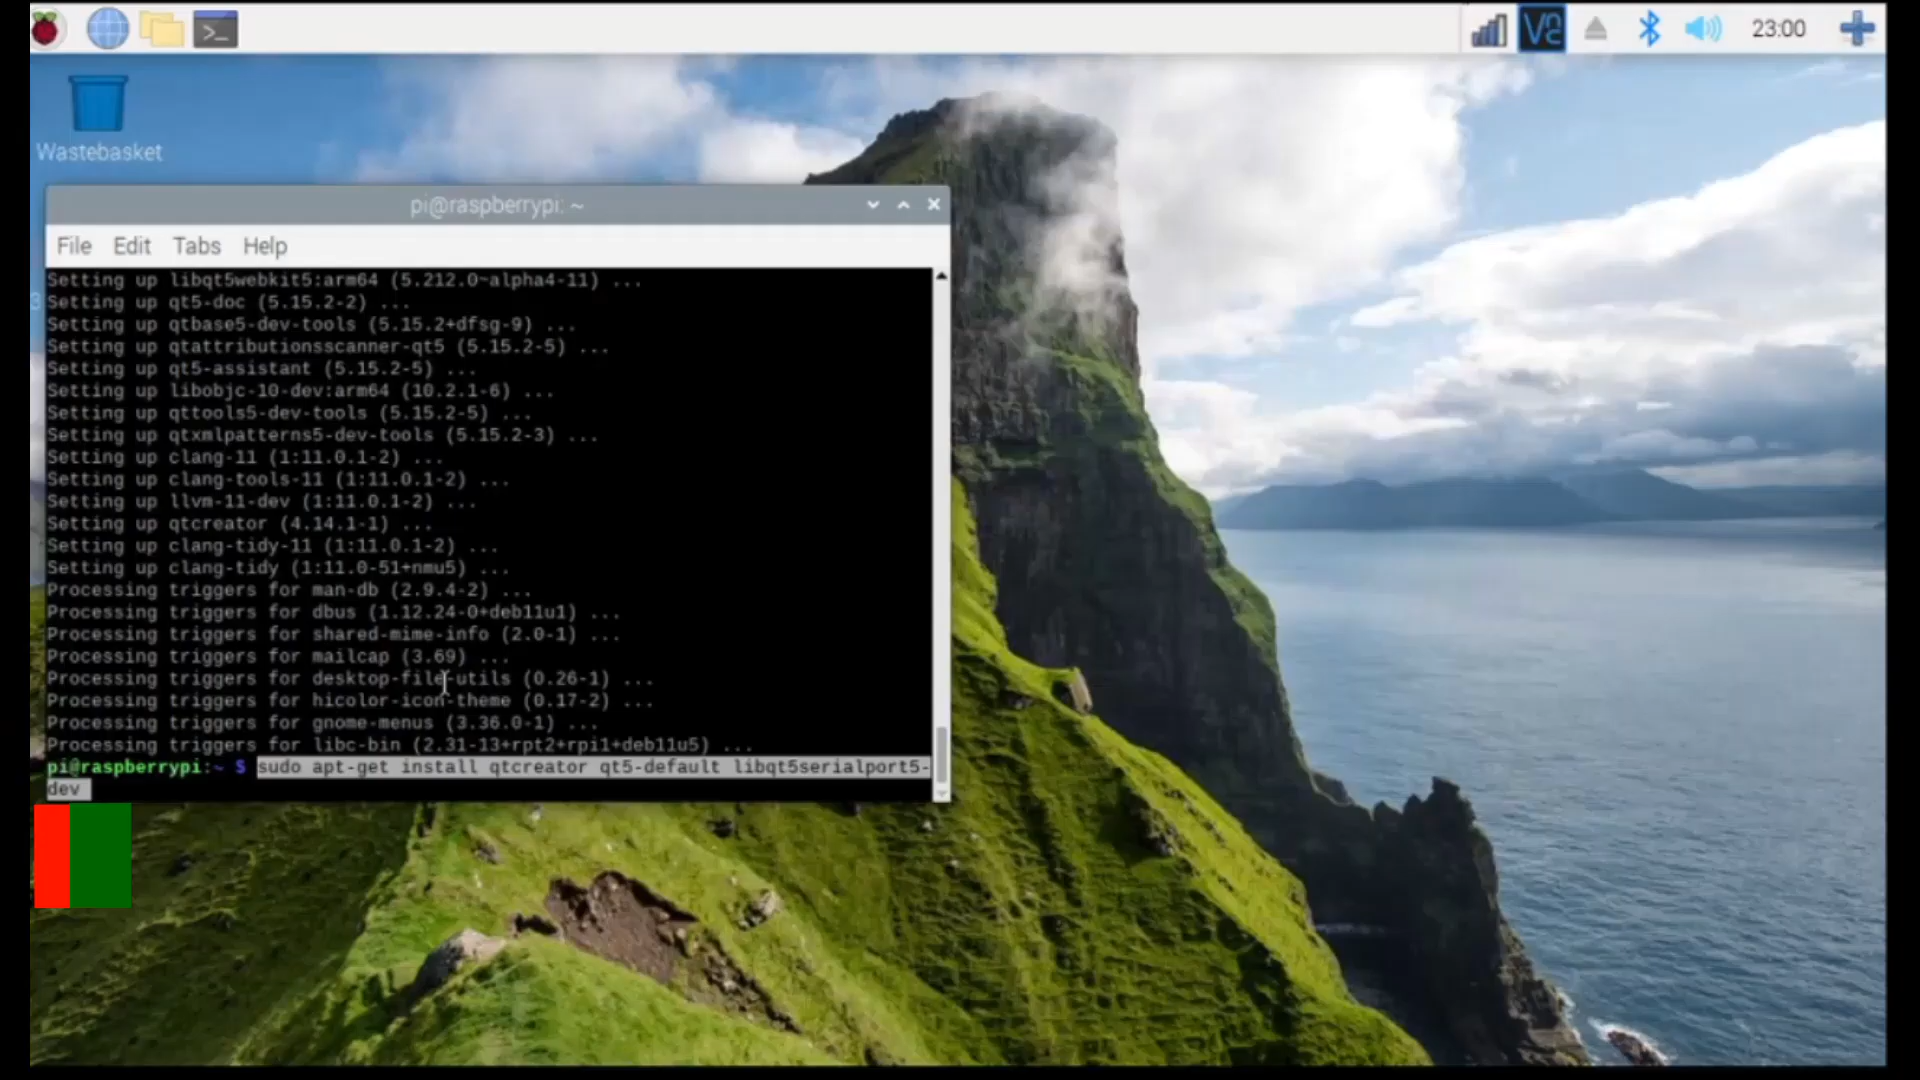 23:00
Wastebasket
pi@raspberrypi: ~
File Edit Tabs Help
Setting up libqt5webkit5:arm64 (5.212.0~alpha4-11) ...
Setting up qt5-doc (5.15.2-2) ...
Setting up qtbase5-dev-tools (5.15.2+dfsg-9) ...
Setting up qtattributionsscanner-qt5 (5.15.2-5) ...
Setting up qt5-assistant (5.15.2-5) ...
Setting up libobjc-10-dev:arm64 (10.2.1-6) ...
Setting up qttools5-dev-tools (5.15.2-5) ...
Setting up qtxmlpatterns5-dev-tools (5.15.2-3) ...
Setting up clang-11 (1:11.0.1-2) ...
Setting up clang-tools-11 (1:11.0.1-2) ...
Setting up llvm-11-dev (1:11.0.1-2) ...
Setting up qtcreator (4.14.1-1) ...
Setting up clang-tidy-11 (1:11.0.1-2) ...
Setting up clang-tidy (1:11.0-51+nmu5) ...
Processing triggers for man-db (2.9.4-2) ...
Processing triggers for dbus (1.12.24-0+deb11u1) ...
Processing triggers for shared-mime-info (2.0-1) ...
Processing triggers for mailcap (3.69) ...
Processing triggers for desktop-file-utils (0.26-1) ...
Processing triggers for hicolor-icon-theme (0.17-2) ...
Processing triggers for gnome-menus (3.36.0-1) ...
Processing triggers for libc-bin (2.31-13+rpt2+rpi1+deb11u5) ...
pi@raspberrypi:~ $ sudo apt-get install qtcreator qt5-default libqt5serialport5-
dev